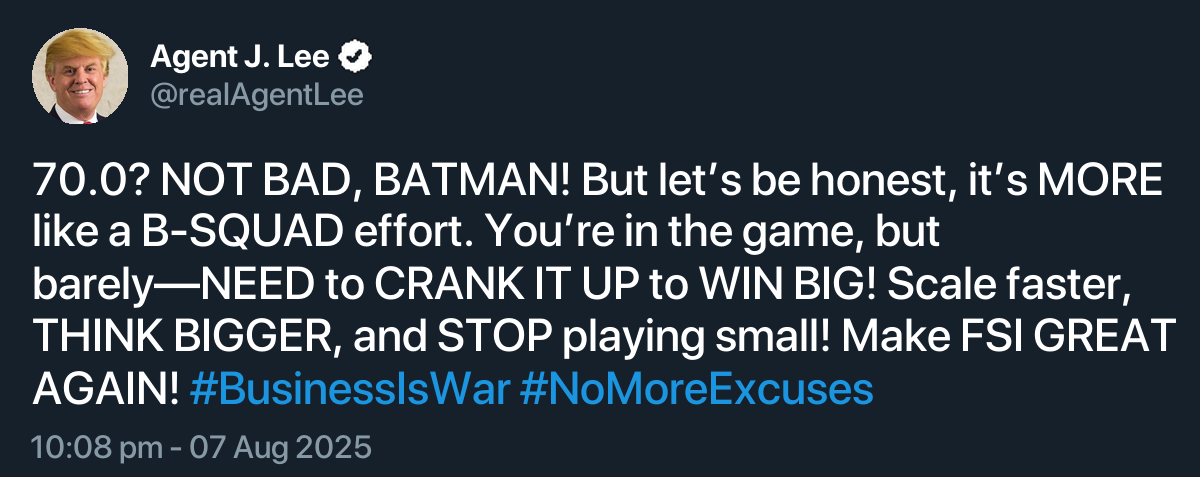 Agent J. Lee
@realAgentLee
70.0? NOT BAD, BATMAN! But let’s be honest, it’s MORE
like a B-SQUAD effort. You’re in the game, but
barely—NEED to CRANK IT UP to WIN BIG! Scale faster,
THINK BIGGER, and STOP playing small! Make FSI GREAT
AGAIN! #BusinessIsWar #NoMoreExcuses
10:08 pm - 07 Aug 2025